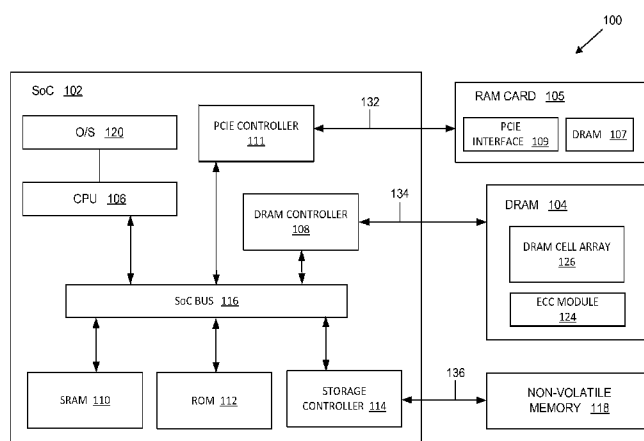 100
SoC 102
O/S 120
CPU 106
PCIE CONTROLLER
111
132
RAM CARD 105
PCIE
INTERFACE 109
DRAM 107
DRAM CONTROLLER
108
134
DRAM 104
DRAM CELL ARRAY
126
ECC MODULE
124
SoC BUS 116
SRAM 110
ROM 112
STORAGE
CONTROLLER 114
136
NON-VOLATILE
MEMORY 118